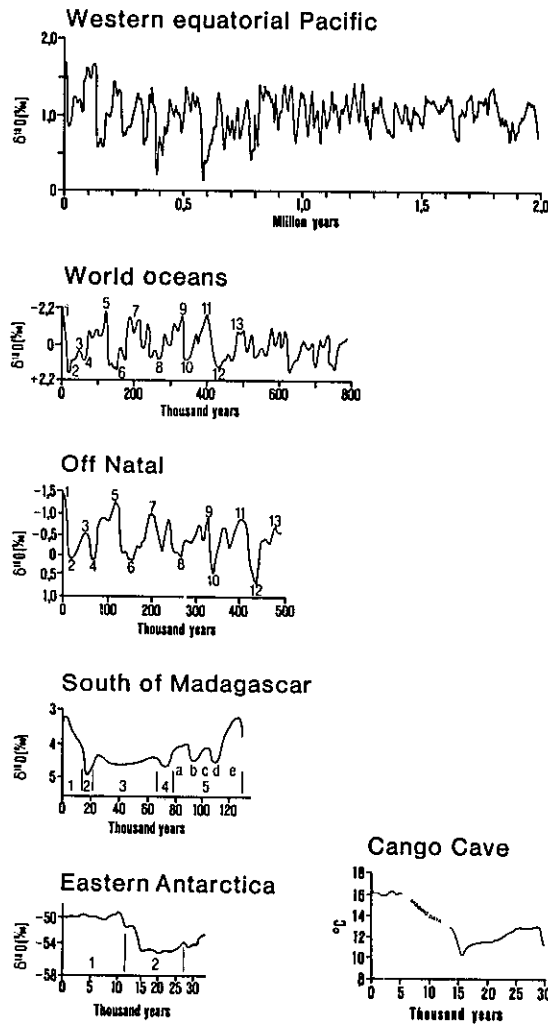 Western equatorial Pacific
2,0
1,0
0
δ¹⁸O[‰]
0 0,5 1,0 1,5 2,0
Million years
World oceans
-2,2
0
+2,2
δ¹⁸O[‰]
1 2 3 4 5 6 7 8 9 10 11 12 13
0 200 400 600 800
Thousand years
Off Natal
-1,5
-1,0
-0,5
0
0,5
1,0
δ¹⁸O[‰]
1 2 3 4 5 6 7 8 9 10 11 12 13
0 100 200 300 400 500
Thousand years
South of Madagascar
3
4
5
δ¹⁸O[‰]
a b c d e
1 2 3 4 5
0 20 40 60 80 100 120
Thousand years
Eastern Antarctica
-50
-54
-58
δ¹⁸O[‰]
1 2
0 5 10 15 20 25 30
Thousand years
Cango Cave
18
16
14
12
10
8
°C
0 5 10 15 20 25 30
Thousand years